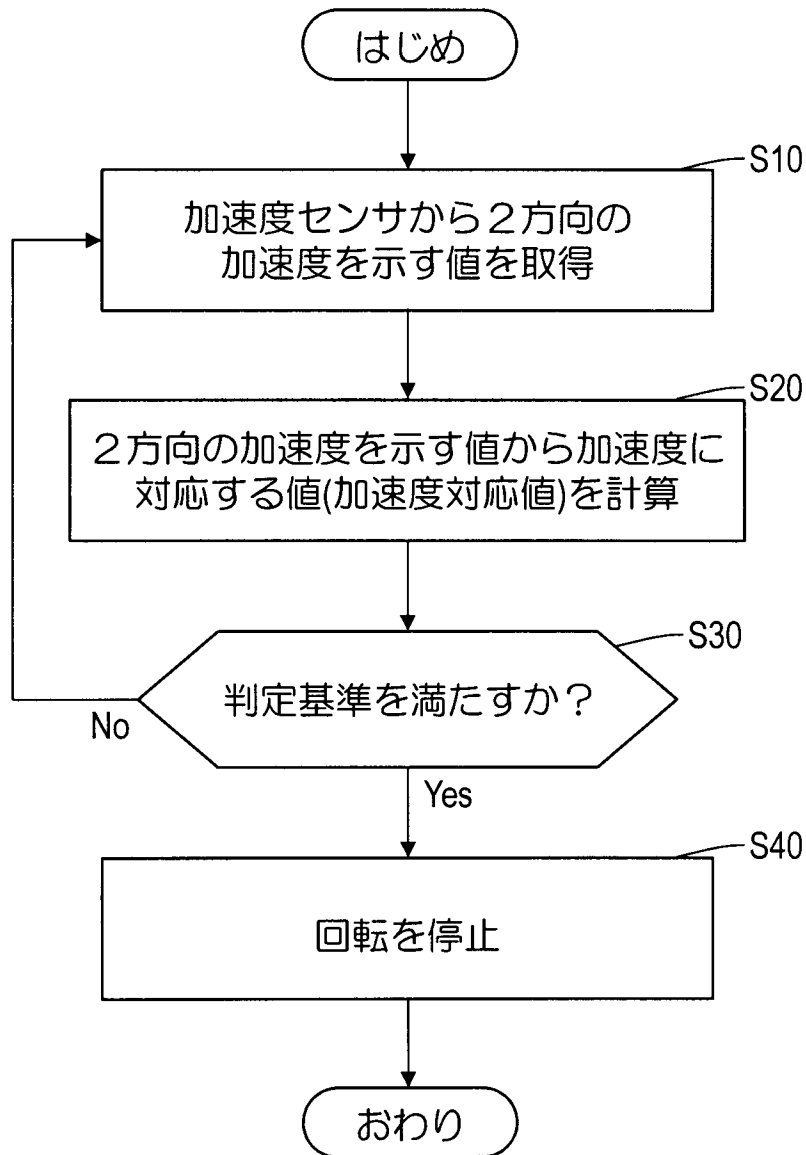 はじめ
S10
加速度センサから２方向の
加速度を示す値を取得
S20
２方向の加速度を示す値から加速度に
対応する値(加速度対応値)を計算
S30
判定基準を満たすか？
No
Yes
S40
回転を停止
おわり